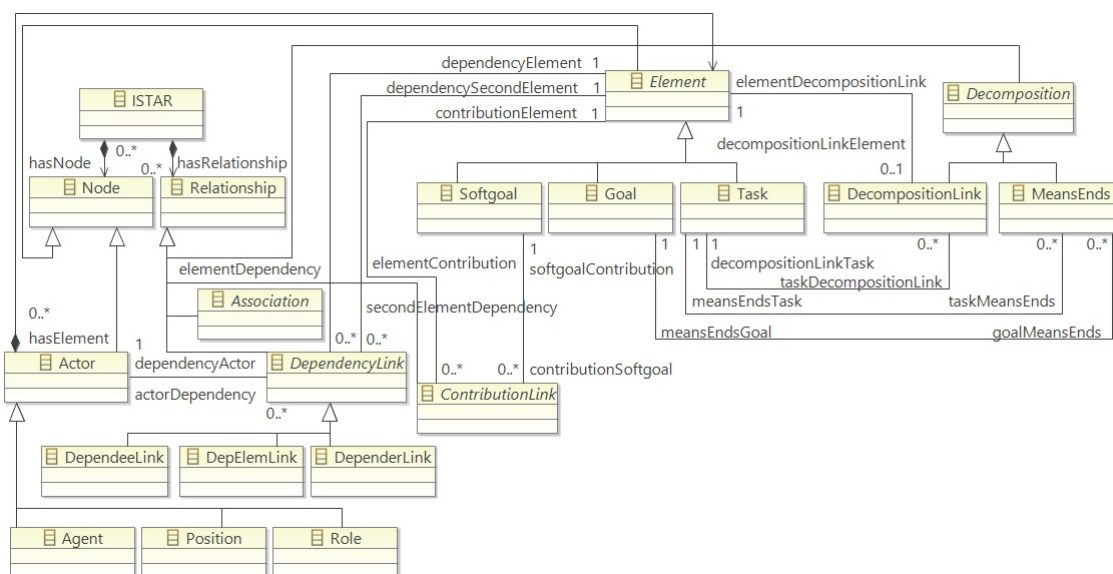 dependencyElement 1
dependencySecondElement 1
contributionElement 1
Element
elementDecompositionLink
1
Decomposition
ISTAR
0..*
hasNode
0..*
hasRelationship
decompositionLinkElement
0..1
Node
Relationship
Softgoal
Goal
Task
DecompositionLink
MeansEnds
1
1
1
1
0..*
0..*
0..*
elementDependency
elementContribution
softgoalContribution
decompositionLinkTask
taskDecompositionLink
Association
secondElementDependency
meansEndsTask
taskMeansEnds
0..*
hasElement
1
0..*
0..*
meansEndsGoal
goalMeansEnds
Actor
dependencyActor
DependencyLink
actorDependency
0..*
0..*
0..*
contributionSoftgoal
ContributionLink
DependeeLink
DepElemLink
DependerLink
Agent
Position
Role